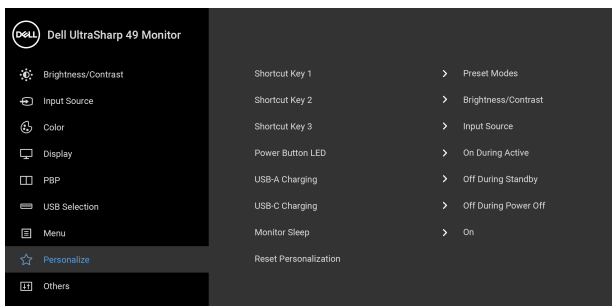 DELL Dell UltraSharp 49 Monitor
Brightness/Contrast
Input Source
Color
Display
PBP
USB Selection
Menu
Personalize
Others
Shortcut Key 1 > Preset Modes
Shortcut Key 2 > Brightness/Contrast
Shortcut Key 3 > Input Source
Power Button LED > On During Active
USB-A Charging > Off During Standby
USB-C Charging > Off During Power Off
Monitor Sleep > On
Reset Personalization